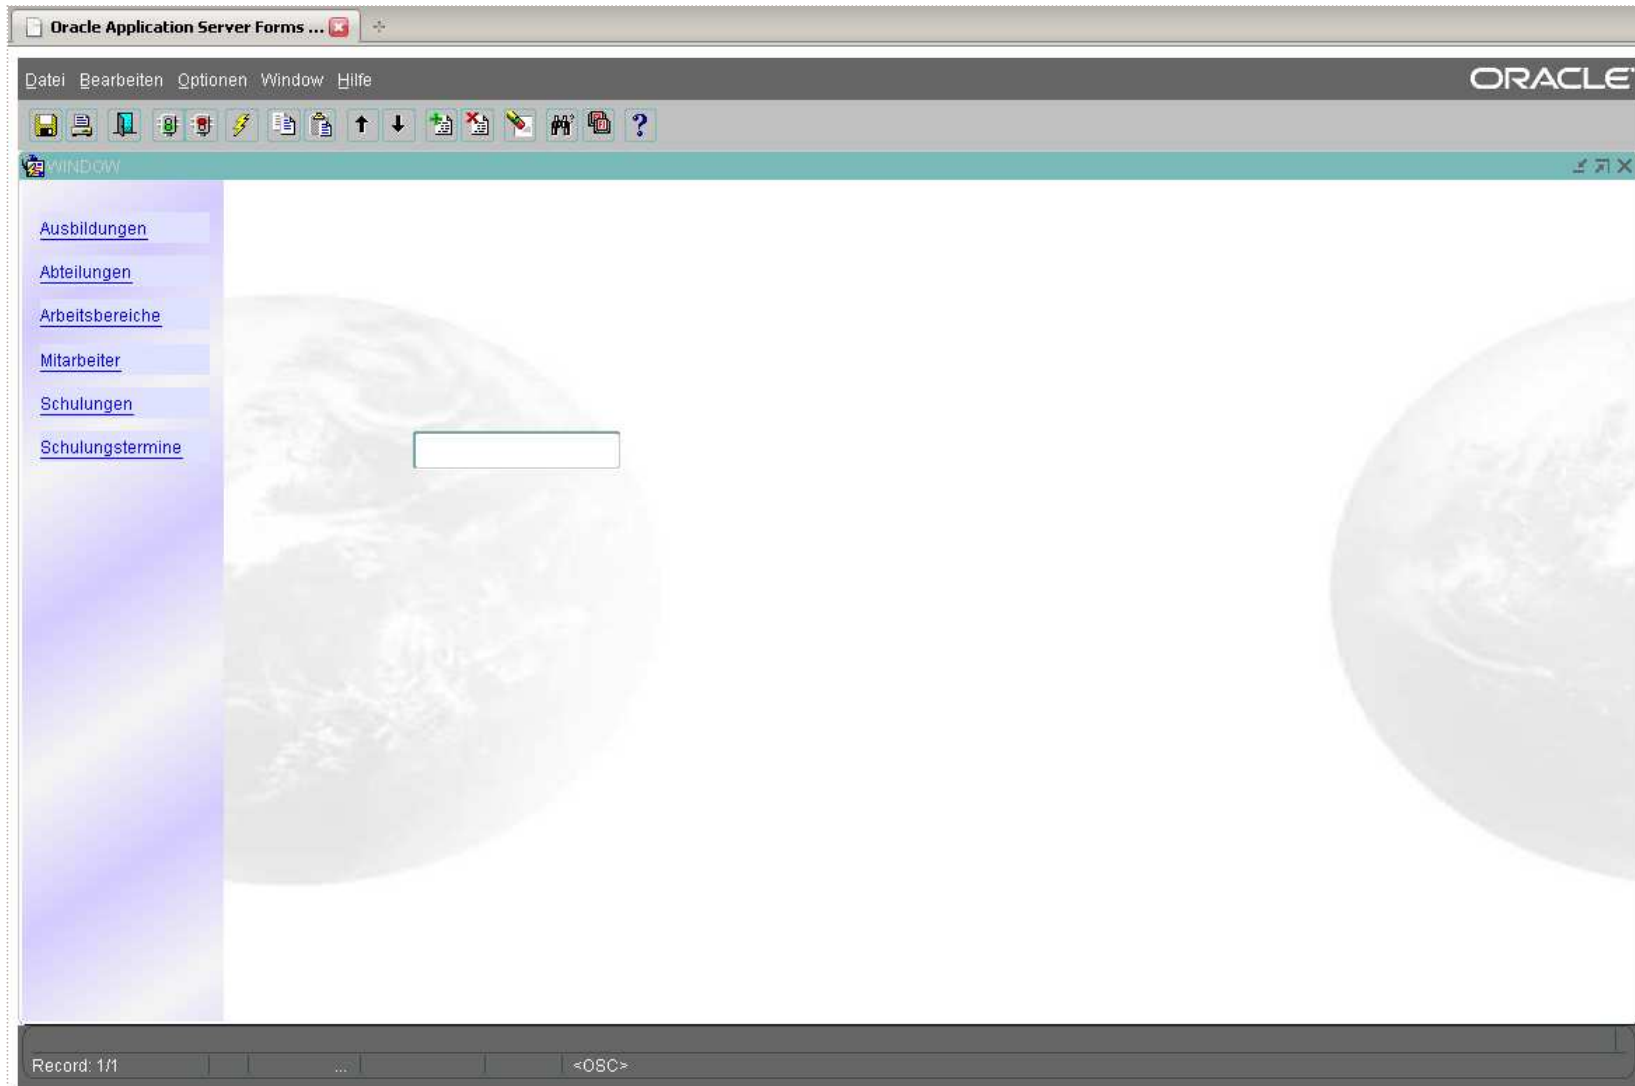 Oracle Application Server Forms ...
Datei Bearbeiten Optionen Window Hilfe
ORACLE
WINDOW
Ausbildungen
Abteilungen
Arbeitsbereiche
Mitarbeiter
Schulungen
Schulungstermine
Record: 1/1 ... <OSC>